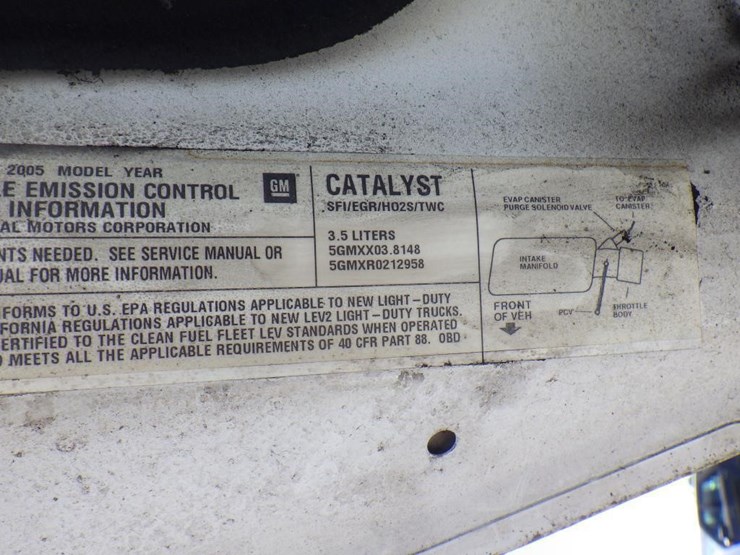 2005 MODEL YEAR
E EMISSION CONTROL
INFORMATION
AL MOTORS CORPORATION
GM
NTS NEEDED. SEE SERVICE MANUAL OR
AL FOR MORE INFORMATION.
CATALYST
SFI/EGR/HO2S/TWC
3.5 LITERS
5GMXX03.8148
5GMXR0212958
FORMS TO U.S. EPA REGULATIONS APPLICABLE TO NEW LIGHT-DUTY
FORNIA REGULATIONS APPLICABLE TO NEW LEV2 LIGHT-DUTY TRUCKS.
ERTIFIED TO THE CLEAN FUEL FLEET LEV STANDARDS WHEN OPERATED
MEETS ALL THE APPLICABLE REQUIREMENTS OF 40 CFR PART 88. OBD
EVAP CANISTER
PURGE SOLENOID VALVE
TO EVAP
CANISTER
INTAKE
MANIFOLD
FRONT
OF VEH
PCV
THROTTLE
BODY